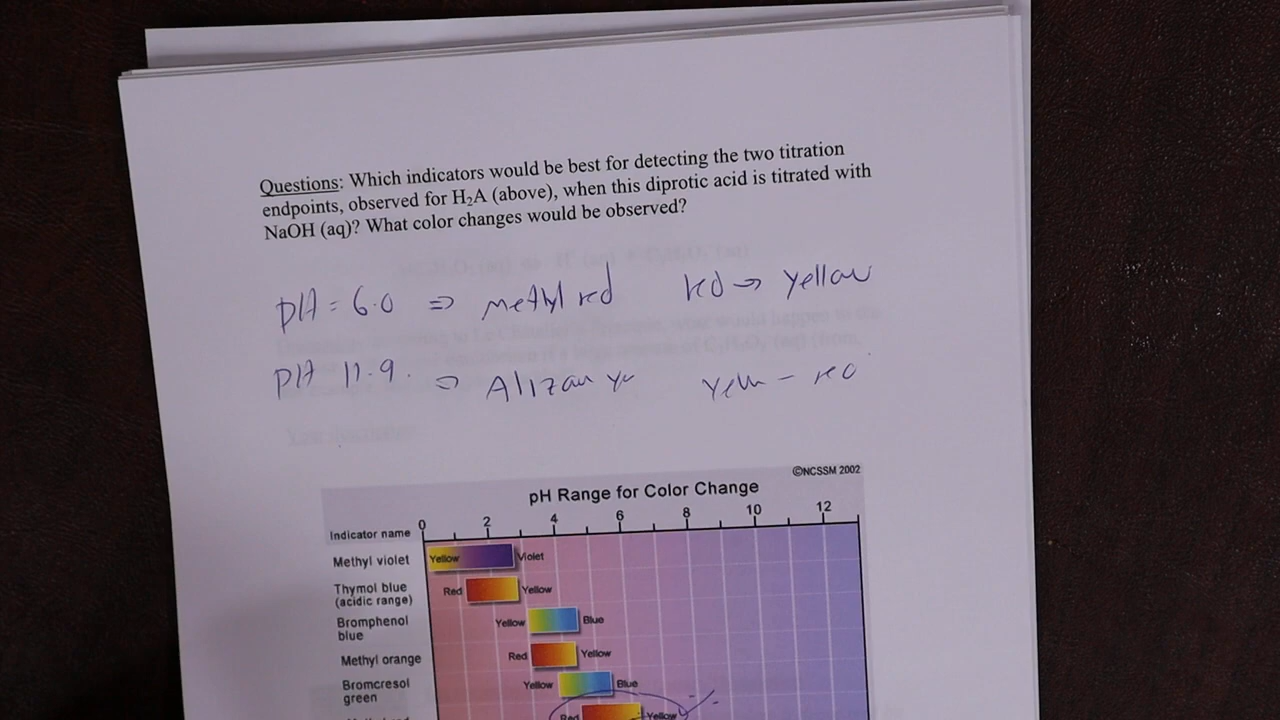 Questions: Which indicators would be best for detecting the two titration
endpoints, observed for H₂A (above), when this diprotic acid is titrated with
NaOH (aq)? What color changes would be observed?
pH = 6.0 ⇒ methyl red red → yellow
pH 11.9. ⇒ Alizan red
©NCSSM 2002
pH Range for Color Change
Indicator name 0 2 4 6 8 10 12
Methyl violet Yellow Violet
Thymol blue
(acidic range) Red Yellow
Bromphenol
blue Yellow Blue
Methyl orange Red Yellow
Bromcresol
green Yellow Blue
Red Yellow